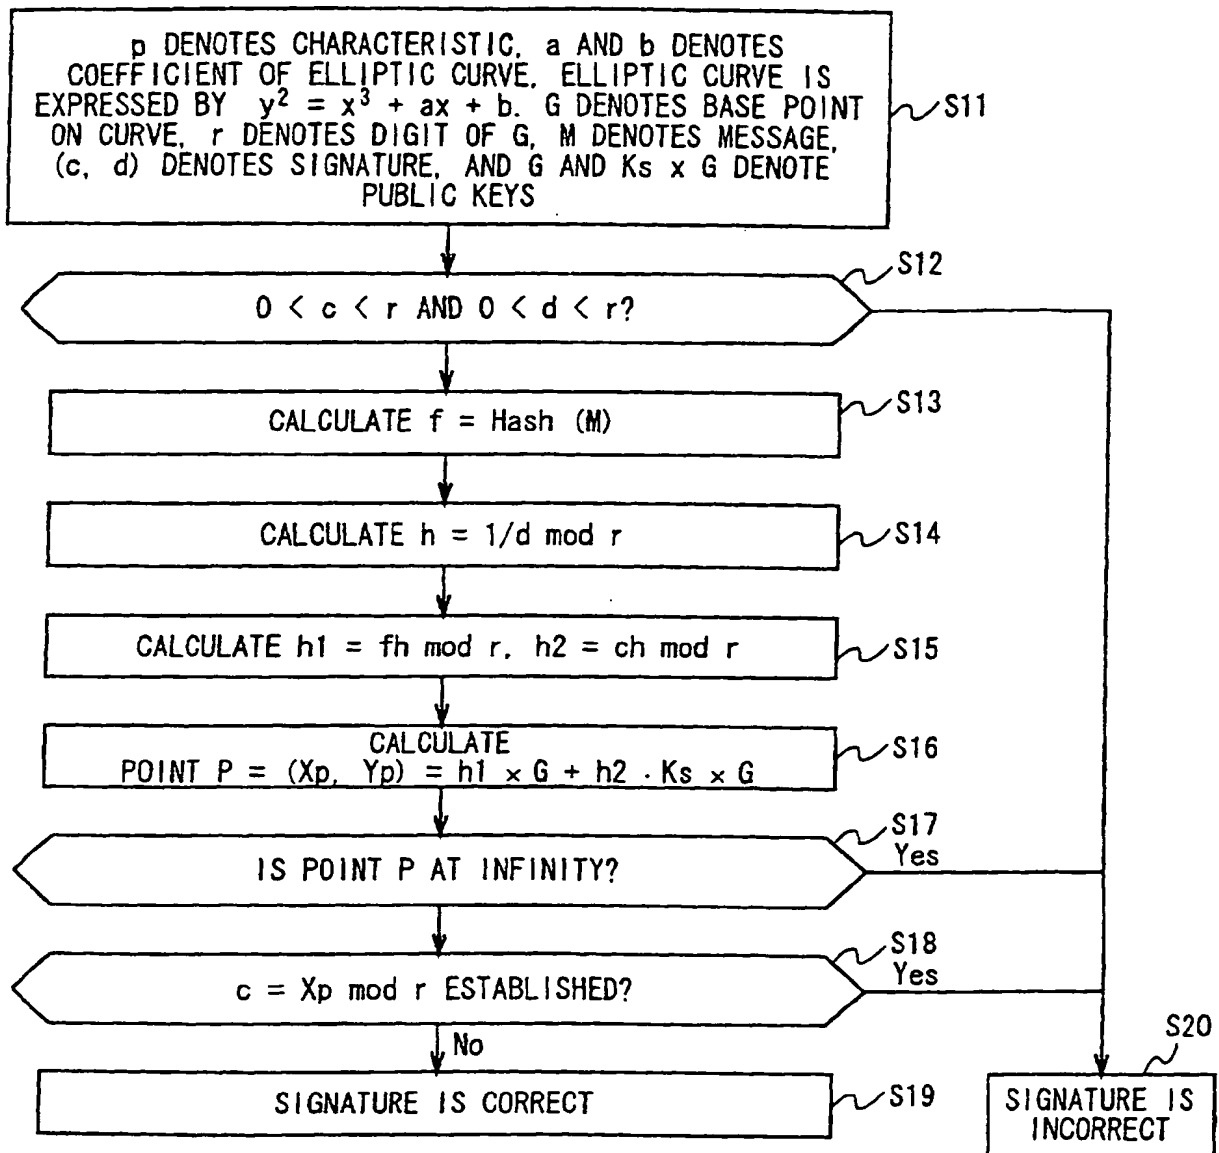 p DENOTES CHARACTERISTIC, a AND b DENOTES
COEFFICIENT OF ELLIPTIC CURVE. ELLIPTIC CURVE IS
EXPRESSED BY y² = x³ + ax + b. G DENOTES BASE POINT
ON CURVE, r DENOTES DIGIT OF G, M DENOTES MESSAGE,
(c, d) DENOTES SIGNATURE, AND G AND Ks x G DENOTE
PUBLIC KEYS
S11
S12
0 < c < r AND 0 < d < r?
S13
CALCULATE f = Hash (M)
CALCULATE h = 1/d mod r
S14
CALCULATE h1 = fh mod r, h2 = ch mod r
S15
CALCULATE
POINT P = (Xp, Yp) = h1 × G + h2 · Ks × G
S16
S17
IS POINT P AT INFINITY?
Yes
S18
c = Xp mod r ESTABLISHED?
Yes
No
S20
SIGNATURE IS CORRECT
S19
SIGNATURE IS
INCORRECT